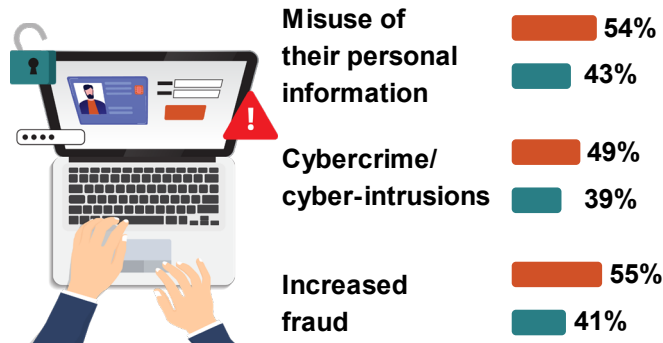 Misuse of
their personal
information
54%
43%
Cybercrime/
cyber-intrusions
49%
39%
Increased
fraud
55%
41%